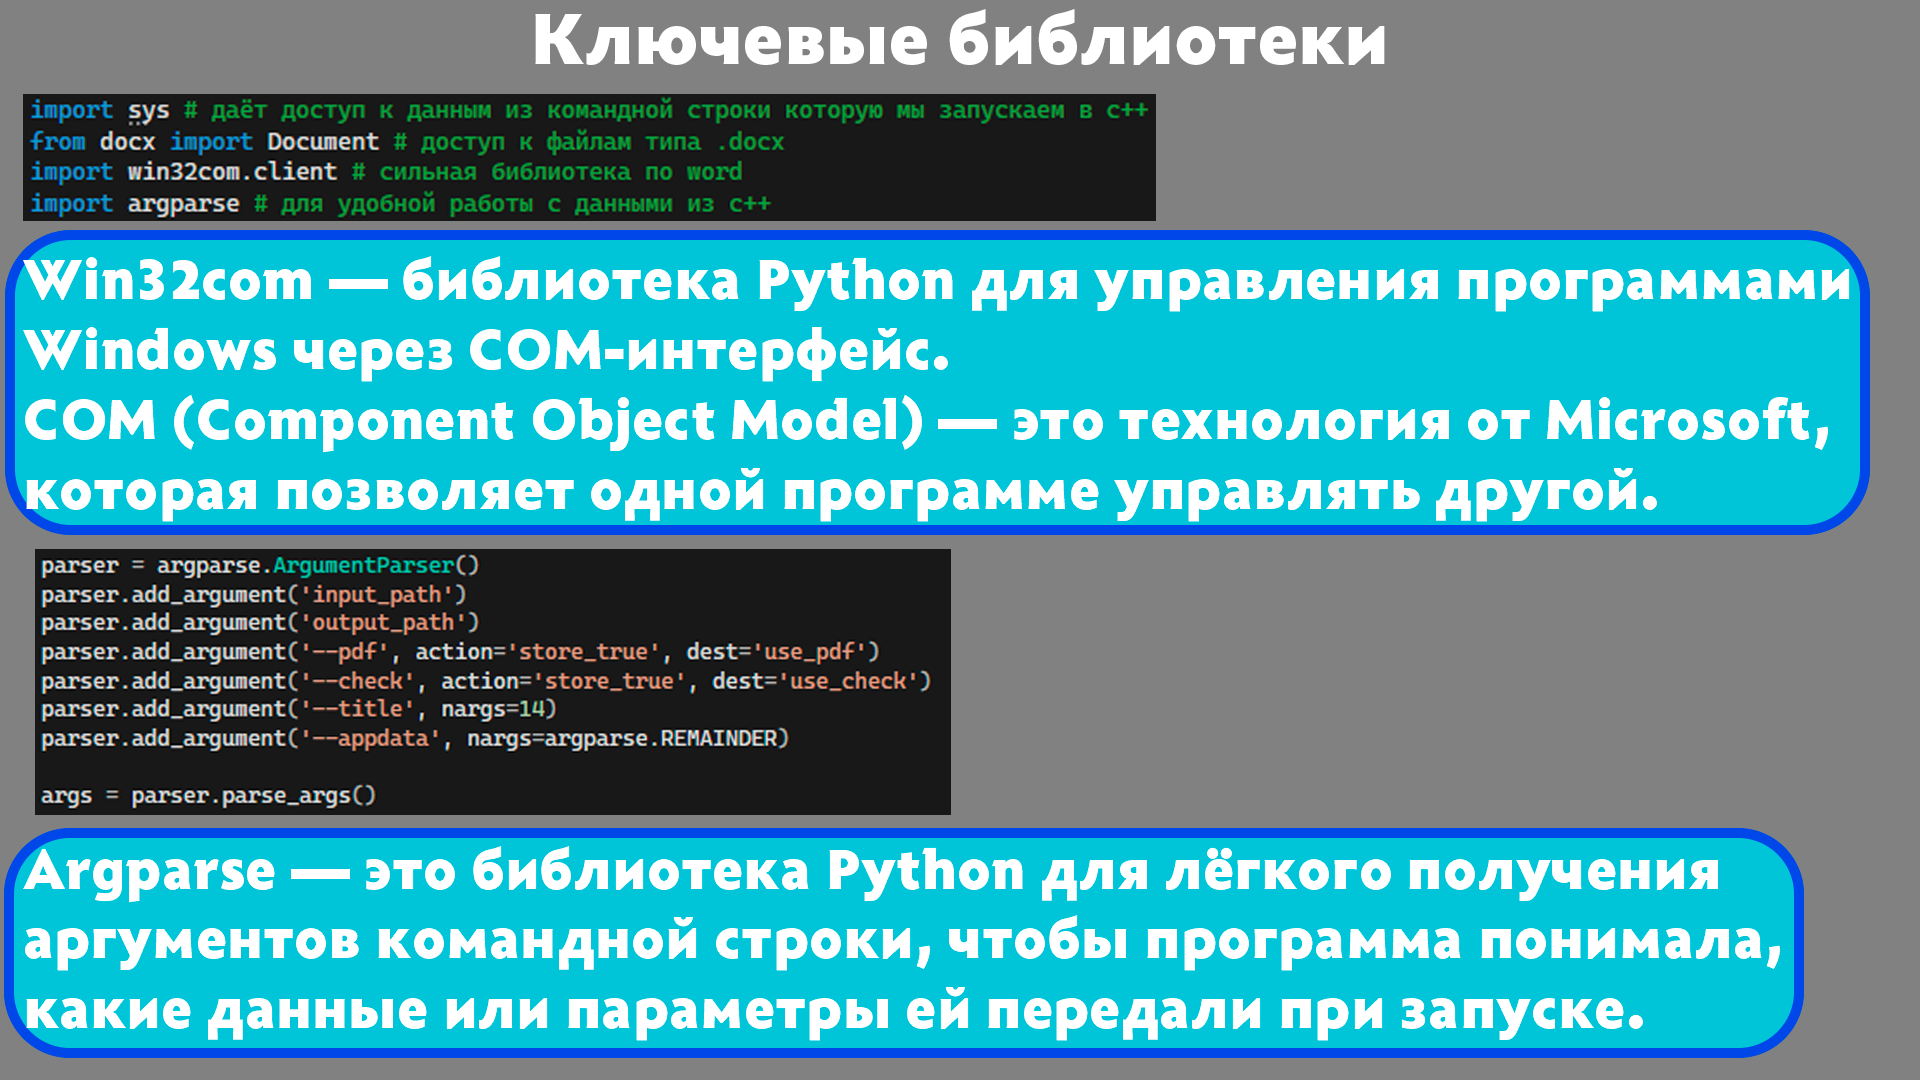 Ключевые библиотеки
import sys # даёт доступ к данным из командной строки которую мы запускаем в с++
from docx import Document # доступ к файлам типа .docx
import win32com.client # сильная библиотека по word
import argparse # для удобной работы с данными из с++
Win32com — библиотека Python для управления программами
Windows через COM-интерфейс.
COM (Component Object Model) — это технология от Microsoft,
которая позволяет одной программе управлять другой.
parser = argparse.ArgumentParser()
parser.add_argument('input_path')
parser.add_argument('output_path')
parser.add_argument('--pdf', action='store_true', dest='use_pdf')
parser.add_argument('--check', action='store_true', dest='use_check')
parser.add_argument('--title', nargs=14)
parser.add_argument('--appdata', nargs=argparse.REMAINDER)
args = parser.parse_args()
Argparse — это библиотека Python для лёгкого получения
аргументов командной строки, чтобы программа понимала,
какие данные или параметры ей передали при запуске.